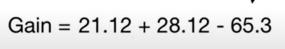 Gain = 21.12 + 28.12 - 65.3